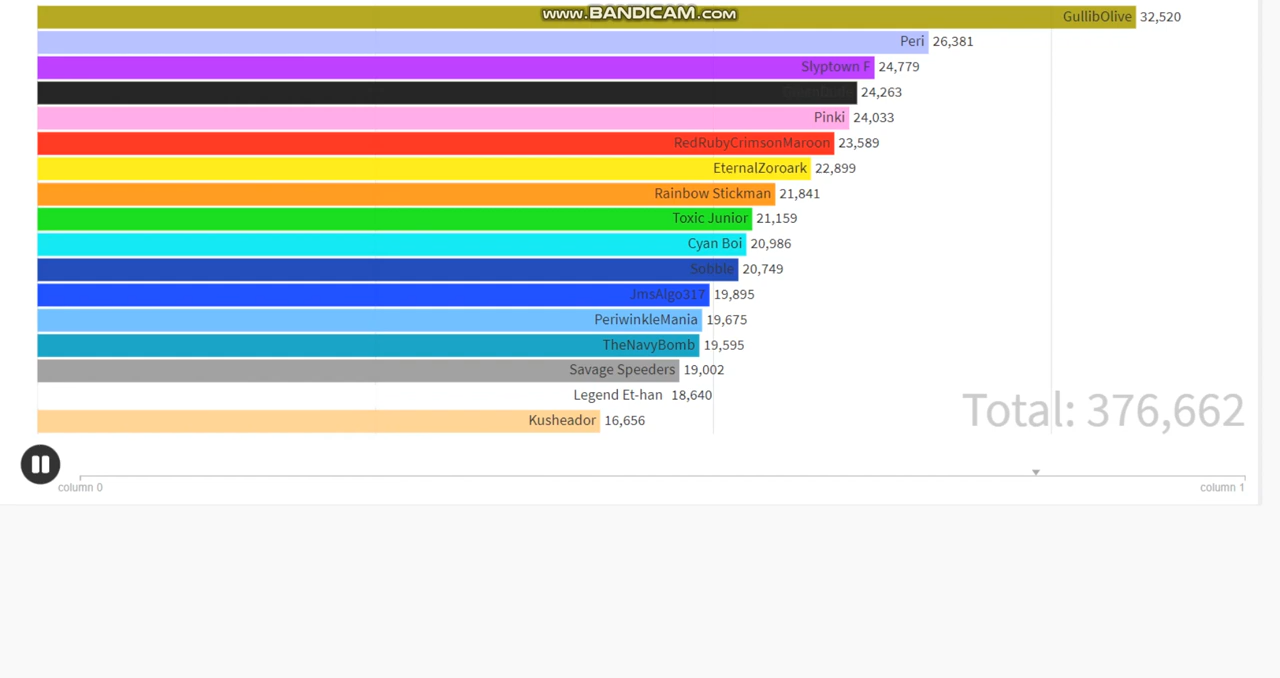 www.BANDICAM.com
GullibOlive 32,520
Peri 26,381
Slyptown F 24,779
24,263
Pinki 24,033
RedRubyCrimsonMaroon 23,589
EternalZoroark 22,899
Rainbow Stickman 21,841
Toxic Junior 21,159
Cyan Boi 20,986
Sobble 20,749
JmsAlgo317 19,895
PeriwinkleMania 19,675
TheNavyBomb 19,595
Savage Speeders 19,002
Legend Et-han 18,640
Kusheador 16,656
Total: 376,662
column 0
column 1